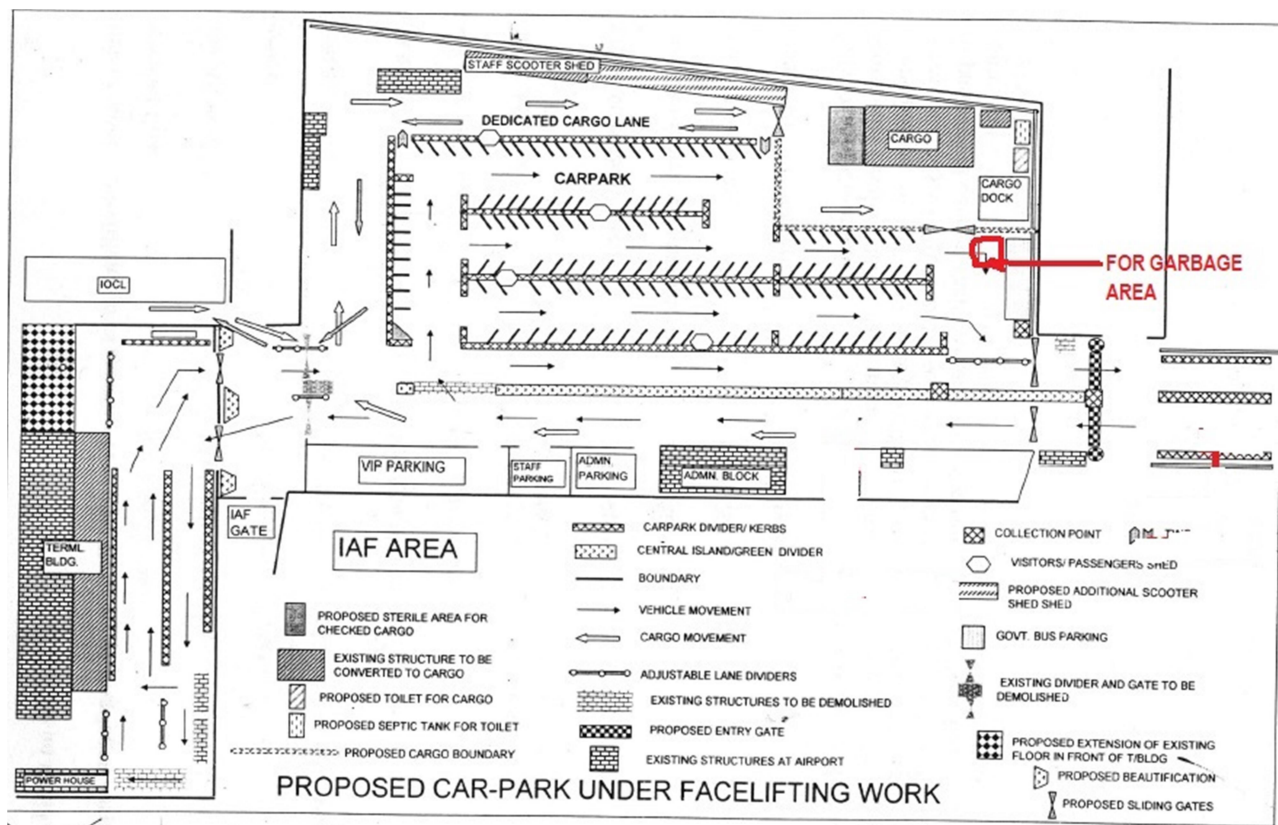 STAFF SCOOTER SHED
DEDICATED CARGO LANE
CARGO
CARPARK
CARGO
DOCK
FOR GARBAGE
AREA
IOCL
VIP PARKING
STAFF
PARKING
ADMN.
PARKING
ADMN. BLOCK
IAF
GATE
TERML.
BLDG.
POWER HOUSE
IAF AREA
PROPOSED STERILE AREA FOR
CHECKED CARGO
EXISTING STRUCTURE TO BE
CONVERTED TO CARGO
PROPOSED TOILET FOR CARGO
PROPOSED SEPTIC TANK FOR TOILET
PROPOSED CARGO BOUNDARY
CARPARK DIVIDER/ KERBS
CENTRAL ISLAND/GREEN DIVIDER
BOUNDARY
VEHICLE MOVEMENT
CARGO MOVEMENT
ADJUSTABLE LANE DIVIDERS
EXISTING STRUCTURES TO BE DEMOLISHED
PROPOSED ENTRY GATE
EXISTING STRUCTURES AT AIRPORT
COLLECTION POINT
VISITORS/ PASSENGERS SHED
PROPOSED ADDITIONAL SCOOTER
SHED SHED
GOVT. BUS PARKING
EXISTING DIVIDER AND GATE TO BE
DEMOLISHED
PROPOSED EXTENSION OF EXISTING
FLOOR IN FRONT OF T/BLDG
PROPOSED BEAUTIFICATION
PROPOSED SLIDING GATES
PROPOSED CAR-PARK UNDER FACELIFTING WORK